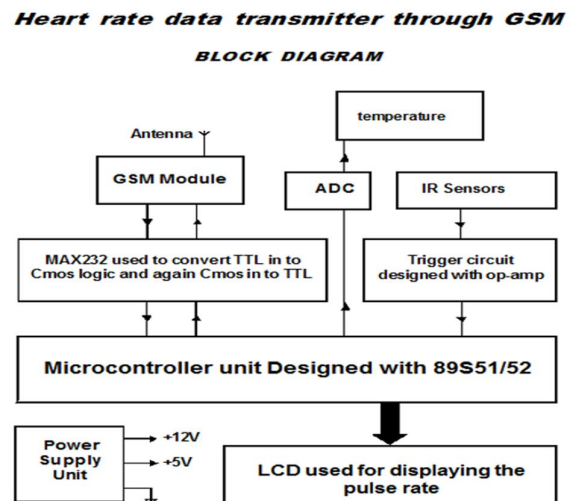 Heart rate data transmitter through GSM
BLOCK DIAGRAM
temperature
Antenna
GSM Module
ADC
IR Sensors
MAX232 used to convert TTL in to
Cmos logic and again Cmos in to TTL
Trigger circuit
designed with op-amp
Microcontroller unit Designed with 89S51/52
Power
Supply
Unit
+12V
+5V
LCD used for displaying the
pulse rate